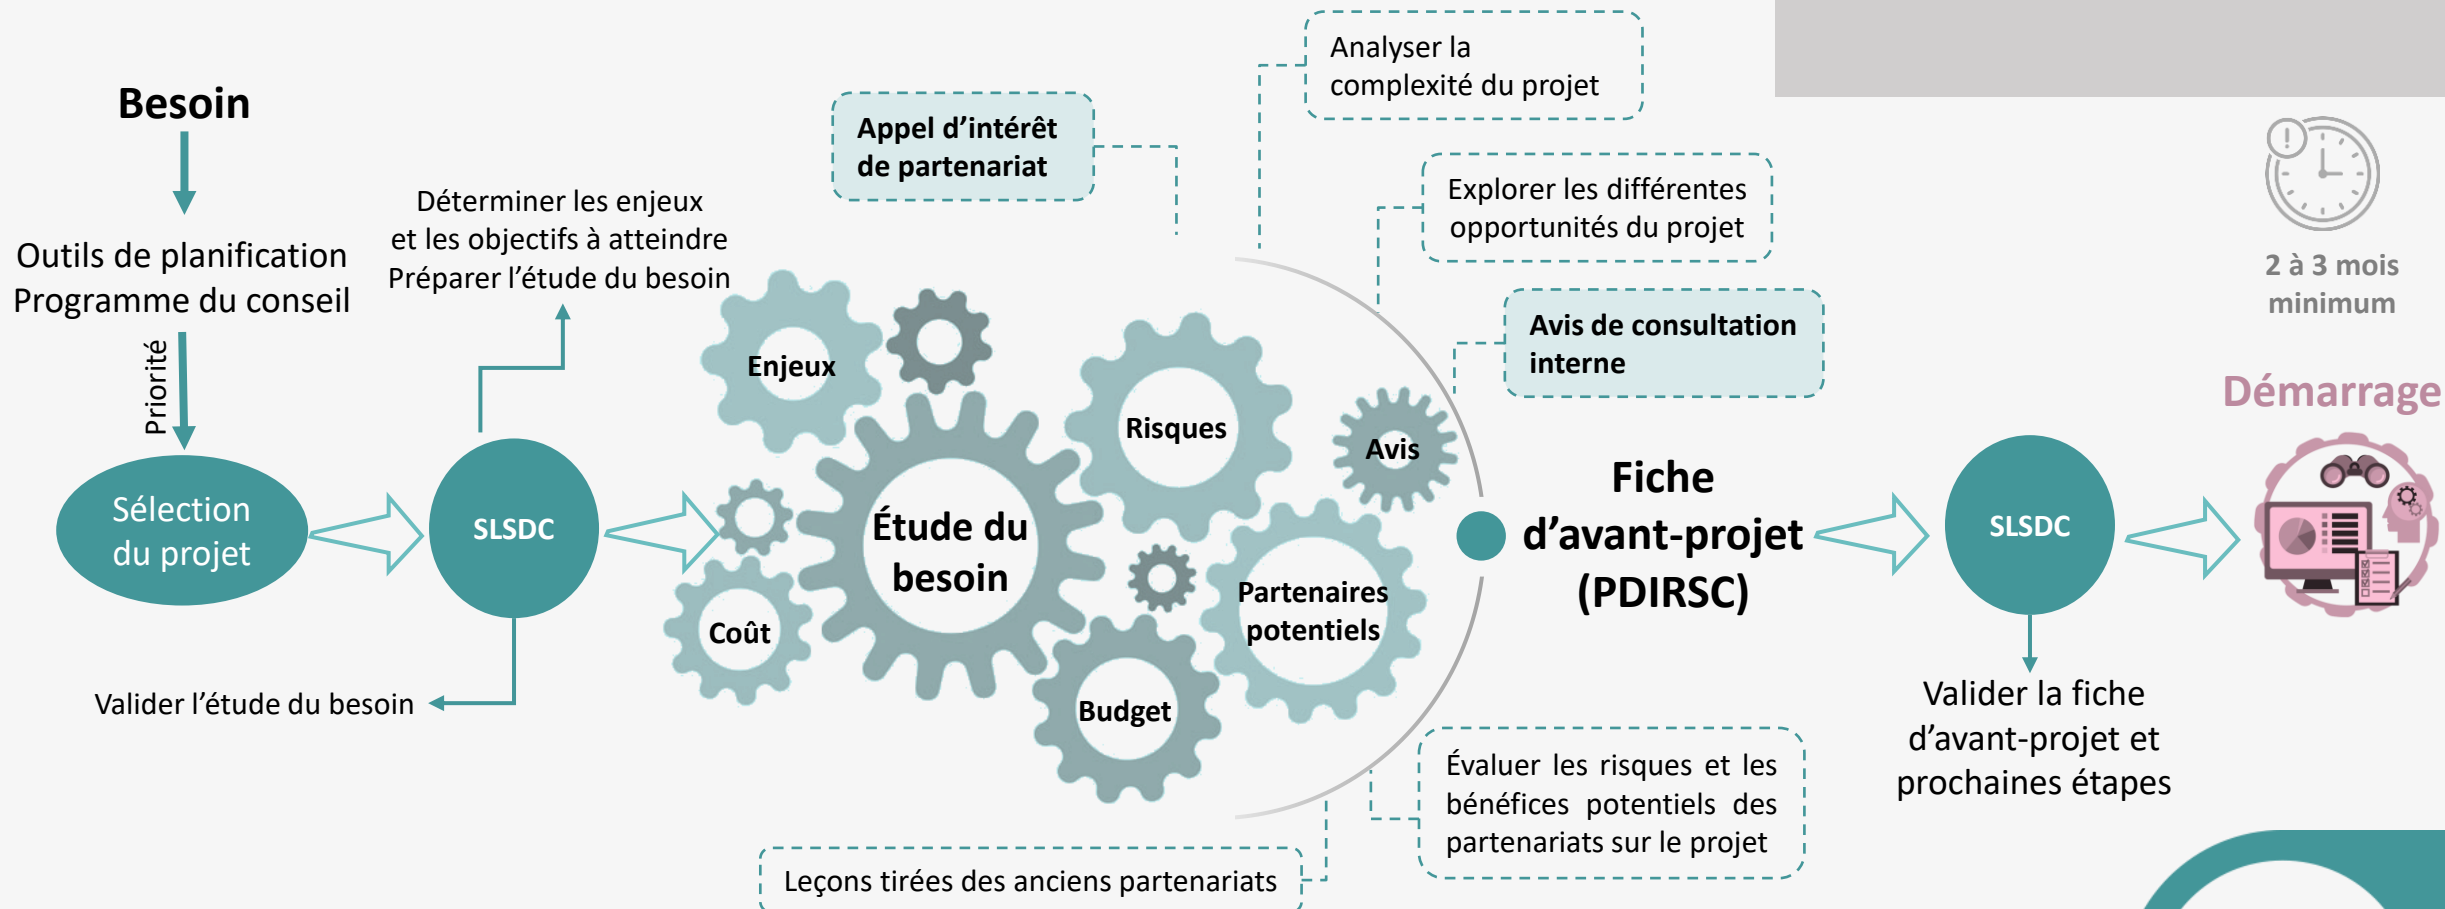 Besoin
Outils de planification
Programme du conseil
Priorité
Sélection
du projet
Déterminer les enjeux
et les objectifs à atteindre
Préparer l’étude du besoin
SLSDC
Valider l’étude du besoin
Appel d’intérêt
de partenariat
Analyser la
complexité du projet
Explorer les différentes
opportunités du projet
Avis de consultation
interne
Enjeux
Risques
Avis
Étude du
besoin
Coût
Partenaires
potentiels
Budget
Évaluer les risques et les
bénéfices potentiels des
partenariats sur le projet
Leçons tirées des anciens partenariats
Fiche
d’avant-projet
(PDIRSC)
SLSDC
Valider la fiche
d’avant-projet et
prochaines étapes
2 à 3 mois
minimum
Démarrage